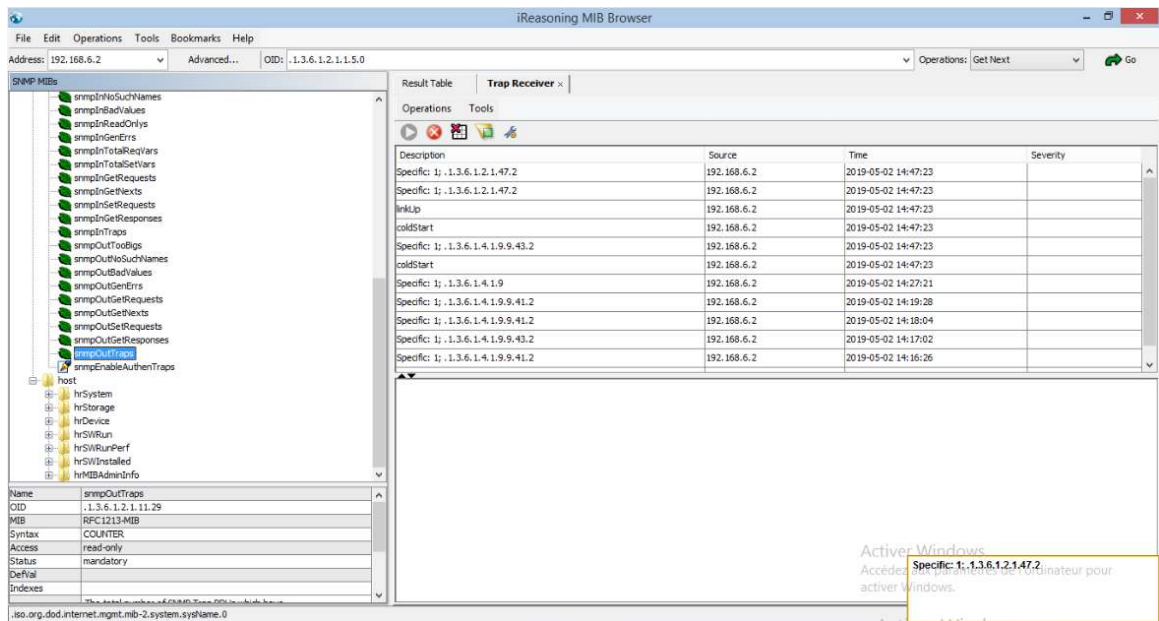 iReasoning MIB Browser
File Edit Operations Tools Bookmarks Help
Address: 192.168.6.2 Advanced... OID: .1.3.6.1.2.1.1.5.0 Operations: Get Next Go
SNMP MIBs
snmpInNoSuchNames
snmpInBadValues
snmpInReadOnlys
snmpInGenErrs
snmpInTotalReqVars
snmpInTotalSetVars
snmpInGetRequests
snmpInGetNexts
snmpInSetRequests
snmpInGetResponses
snmpInTraps
snmpOutTooBigs
snmpOutNoSuchNames
snmpOutBadValues
snmpOutGenErrs
snmpOutGetRequests
snmpOutGetNexts
snmpOutSetRequests
snmpOutGetResponses
snmpOutTraps
snmpEnableAuthenTraps
host
hrSystem
hrStorage
hrDevice
hrSWRun
hrSWRunPerf
hrSWInstalled
hrMIBAdminInfo
Name snmpOutTraps
OID .1.3.6.1.2.1.11.29
MIB RFC1213-MIB
Syntax COUNTER
Access read-only
Status mandatory
DefVal
Indexes
The total number of SNMP Trap PDUs which have
.iso.org.dod.internet.mgmt.mib-2.system.sysName.0
Result Table Trap Receiver ×
Operations Tools
Description Source Time Severity
Specific: 1; .1.3.6.1.2.1.47.2 192.168.6.2 2019-05-02 14:47:23
Specific: 1; .1.3.6.1.2.1.47.2 192.168.6.2 2019-05-02 14:47:23
linkUp 192.168.6.2 2019-05-02 14:47:23
coldStart 192.168.6.2 2019-05-02 14:47:23
Specific: 1; .1.3.6.1.4.1.9.9.43.2 192.168.6.2 2019-05-02 14:47:23
coldStart 192.168.6.2 2019-05-02 14:47:23
Specific: 1; .1.3.6.1.4.1.9 192.168.6.2 2019-05-02 14:27:21
Specific: 1; .1.3.6.1.4.1.9.9.41.2 192.168.6.2 2019-05-02 14:19:28
Specific: 1; .1.3.6.1.4.1.9.9.41.2 192.168.6.2 2019-05-02 14:18:04
Specific: 1; .1.3.6.1.4.1.9.9.43.2 192.168.6.2 2019-05-02 14:17:02
Specific: 1; .1.3.6.1.4.1.9.9.41.2 192.168.6.2 2019-05-02 14:16:26
Activer Windows
Accédez aux paramètres de l'ordinateur pour
activer Windows.
Specific: 1; .1.3.6.1.2.1.47.2